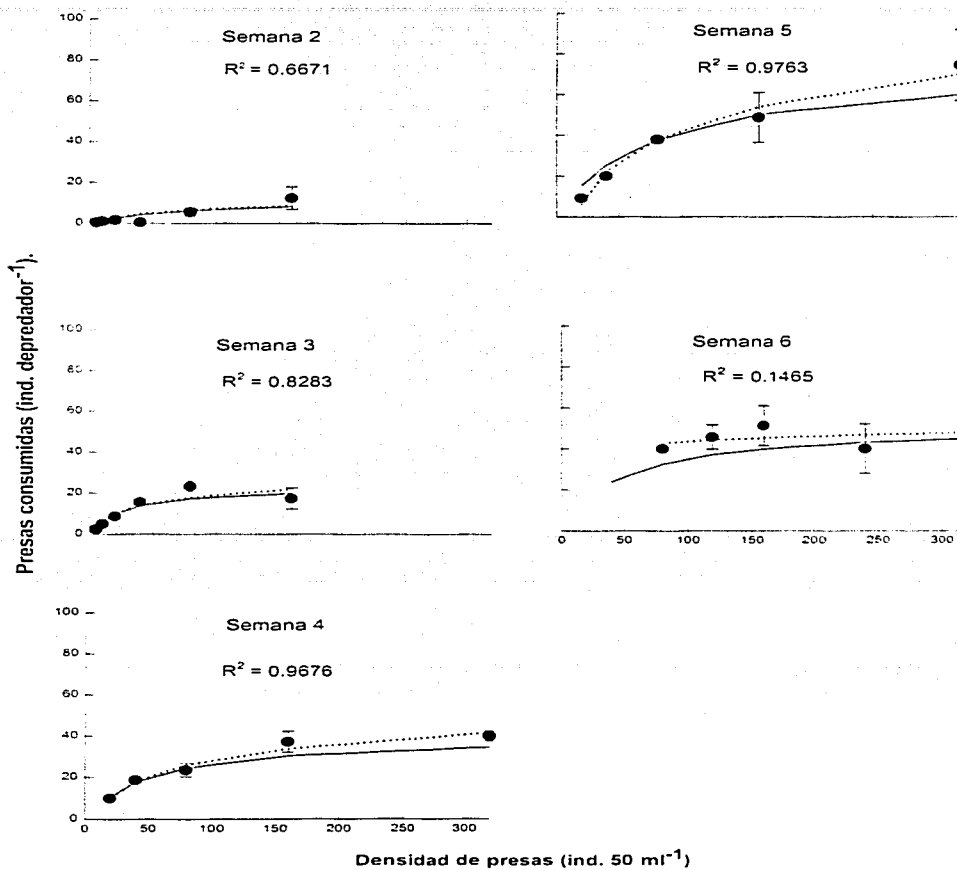 Presas consumidas (ind. depredador⁻¹).
Semana 2
R² = 0.6671
100
80
60
40
20
0
Semana 3
R² = 0.8283
100
80
60
40
20
0
Semana 4
R² = 0.9676
100
80
60
40
20
0
0 50 100 150 200 250 300
Semana 5
R² = 0.9763
Semana 6
R² = 0.1465
0 50 100 150 200 250 300
Densidad de presas (ind. 50 ml⁻¹)